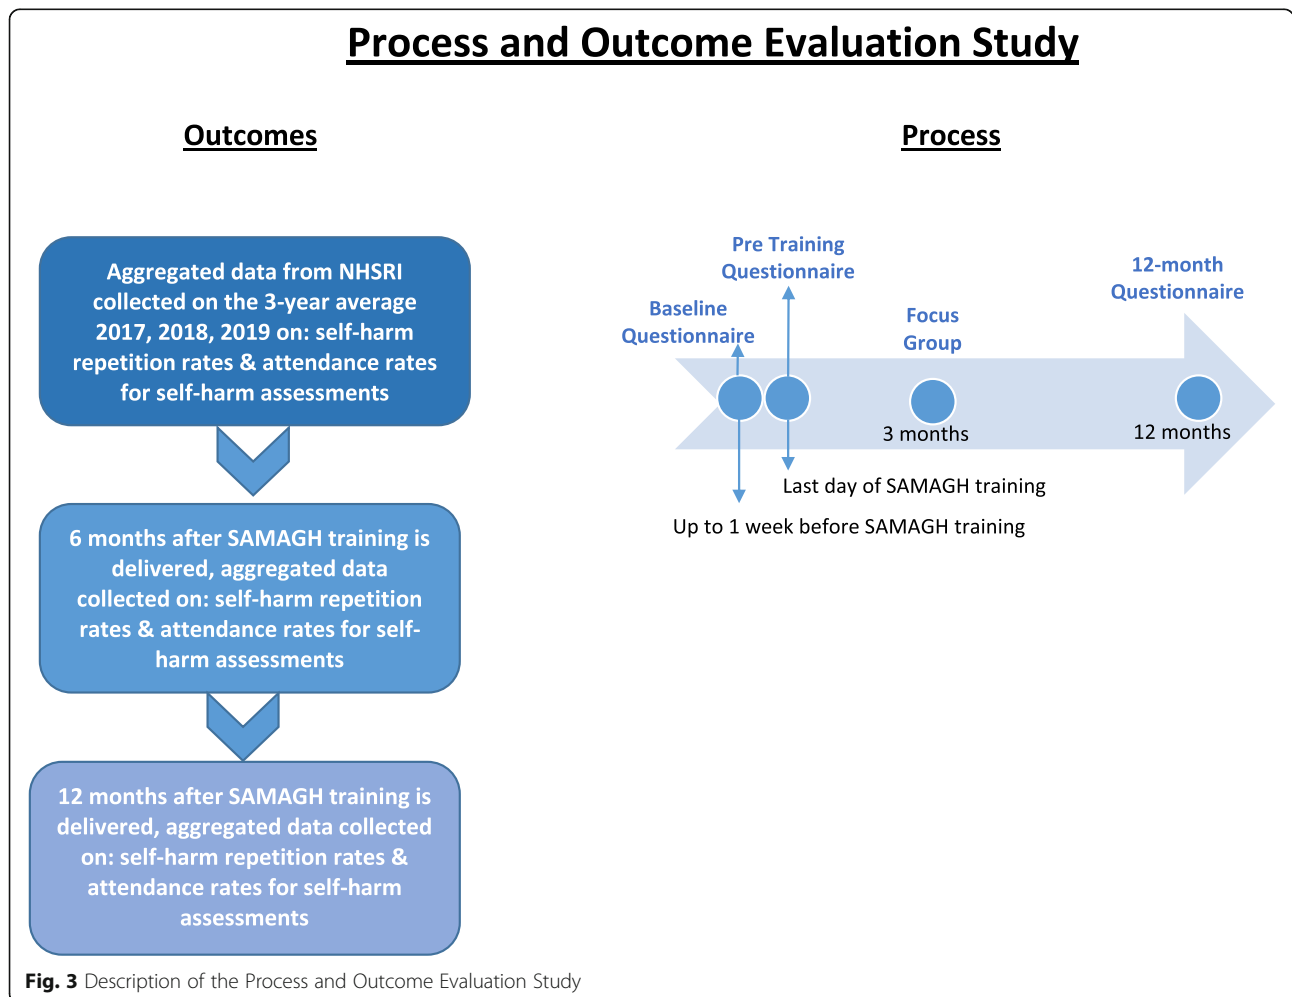 Process and Outcome Evaluation Study
Outcomes
Aggregated data from NHSRI
collected on the 3-year average
2017, 2018, 2019 on: self-harm
repetition rates & attendance rates
for self-harm assessments
6 months after SAMAGH training is
delivered, aggregated data
collected on: self-harm repetition
rates & attendance rates for self-
harm assessments
12 months after SAMAGH training is
delivered, aggregated data collected
on: self-harm repetition rates &
attendance rates for self-harm
assessments
Process
Pre Training
Questionnaire
Baseline
Questionnaire
Focus
Group
12-month
Questionnaire
3 months
12 months
Last day of SAMAGH training
Up to 1 week before SAMAGH training
Fig. 3 Description of the Process and Outcome Evaluation Study